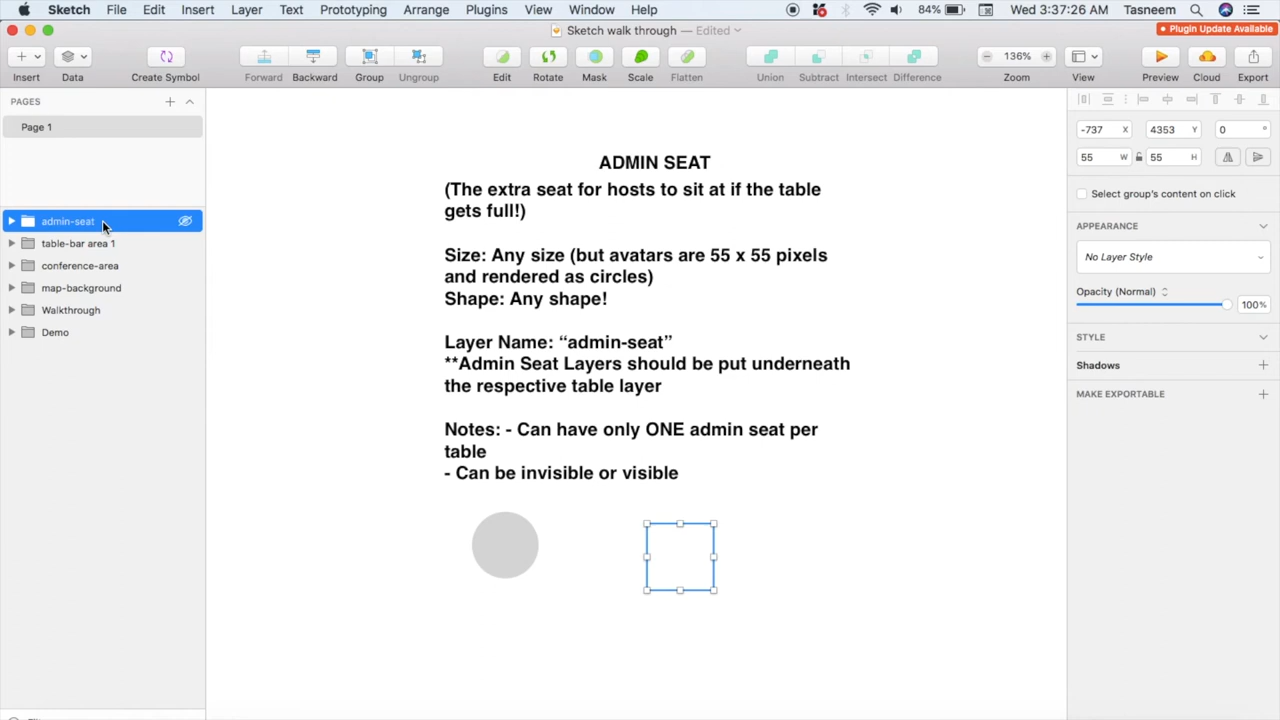 Sketch File Edit Insert Layer Text Prototyping Arrange Plugins View Window Help 84% Wed 3:37:26 AM Tasneem
Sketch walk through — Edited
Plugin Update Available
Insert Data Create Symbol Forward Backward Group Ungroup Edit Rotate Mask Scale Flatten Union Subtract Intersect Difference 136% Zoom View Preview Cloud Export
PAGES
Page 1
admin-seat
table-bar area 1
conference-area
map-background
Walkthrough
Demo
ADMIN SEAT
(The extra seat for hosts to sit at if the table
gets full!)
Size: Any size (but avatars are 55 x 55 pixels
and rendered as circles)
Shape: Any shape!
Layer Name: “admin-seat”
**Admin Seat Layers should be put underneath
the respective table layer
Notes: - Can have only ONE admin seat per
table
- Can be invisible or visible
-737 X 4353 Y 0 °
55 W 55 H
Select group's content on click
APPEARANCE
No Layer Style
Opacity (Normal)
100%
STYLE
Shadows
MAKE EXPORTABLE